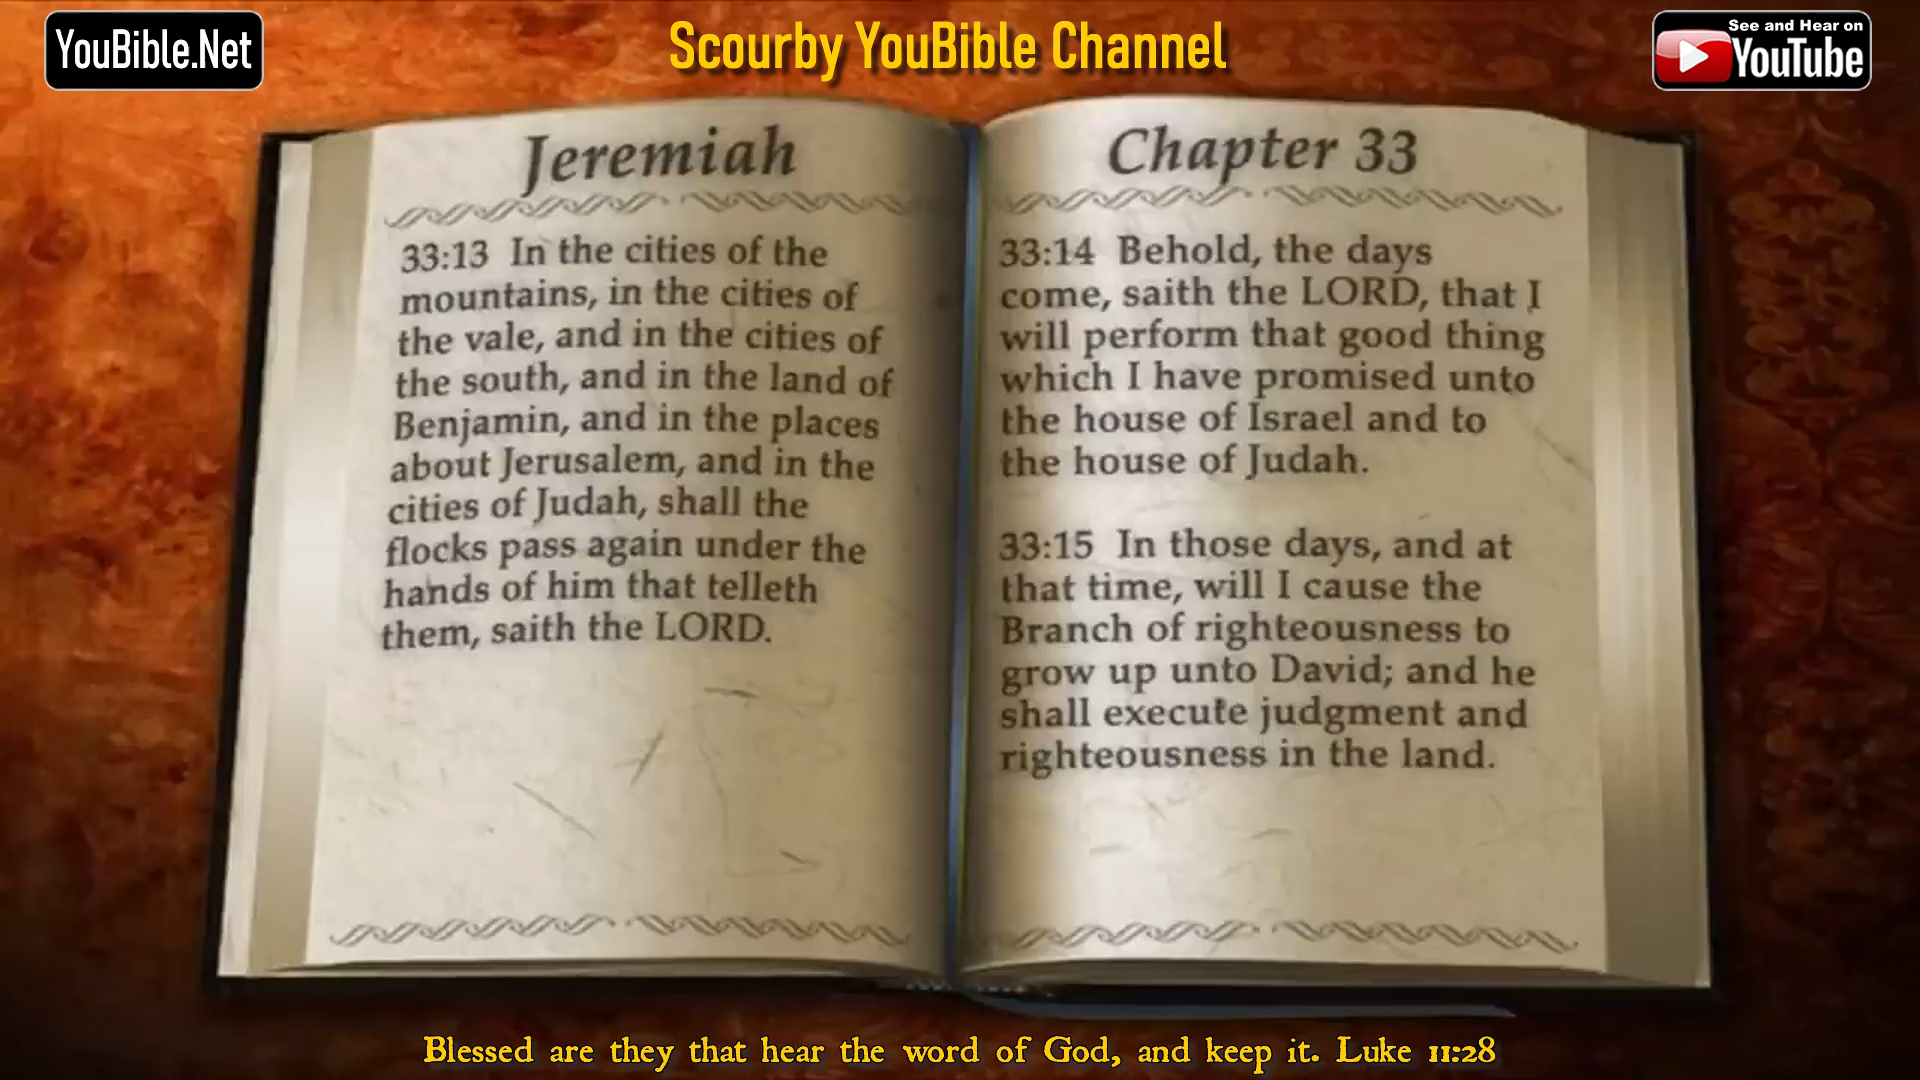 YouBible.Net
Scourby YouBible Channel
See and Hear on
YouTube
Jeremiah
33:13 In the cities of the
mountains, in the cities of
the vale, and in the cities of
the south, and in the land of
Benjamin, and in the places
about Jerusalem, and in the
cities of Judah, shall the
flocks pass again under the
hands of him that telleth
them, saith the LORD.
Chapter 33
33:14 Behold, the days
come, saith the LORD, that I
will perform that good thing
which I have promised unto
the house of Israel and to
the house of Judah.
33:15 In those days, and at
that time, will I cause the
Branch of righteousness to
grow up unto David; and he
shall execute judgment and
righteousness in the land.
Blessed are they that hear the word of God, and keep it. Luke 11:28